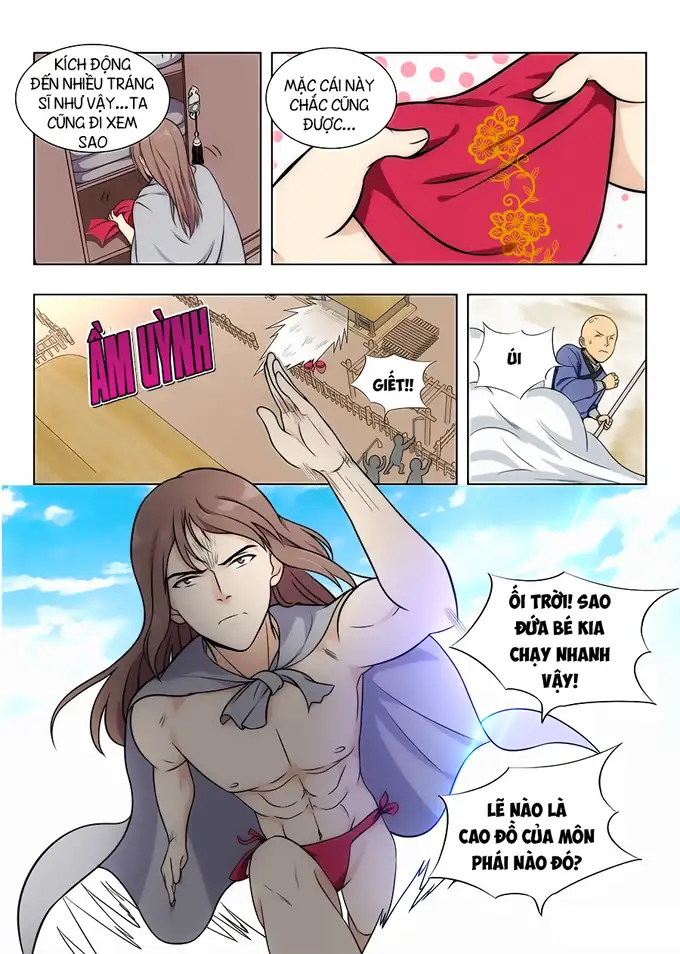 KÍCH ĐỘNG
ĐẾN NHIỀU TRÁNG
SĨ NHƯ VẬY...TA
CŨNG ĐI XEM
SAO
MẶC CÁI NÀY
CHẮC CŨNG
ĐƯỢC...
ẦM UỲNH
GIẾT!!
ÚI
ỐI TRỜI! SAO
ĐỨA BÉ KIA
CHẠY NHANH
VẬY!
LẼ NÀO LÀ
CAO ĐỒ CỦA MÔN
PHÁI NÀO ĐÓ?